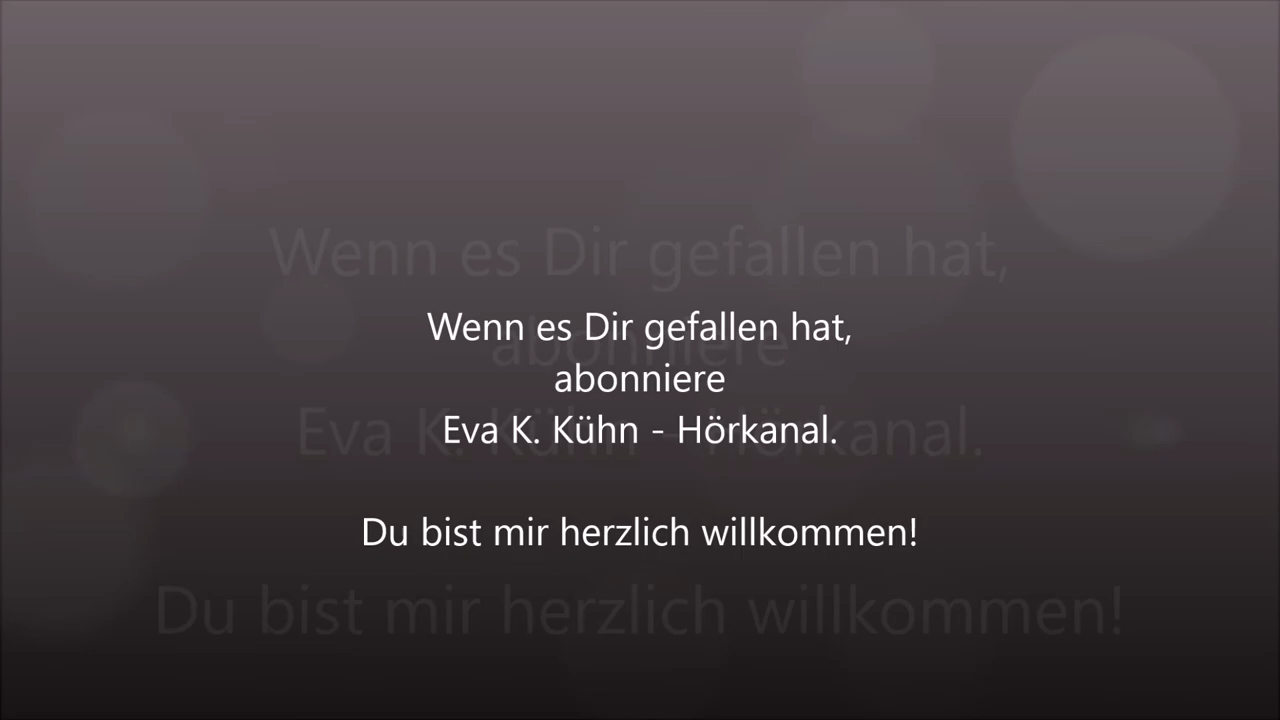 Wenn es Dir gefallen hat,
abonniere
Eva K. Kühn - Hörkanal.
Du bist mir herzlich willkommen!